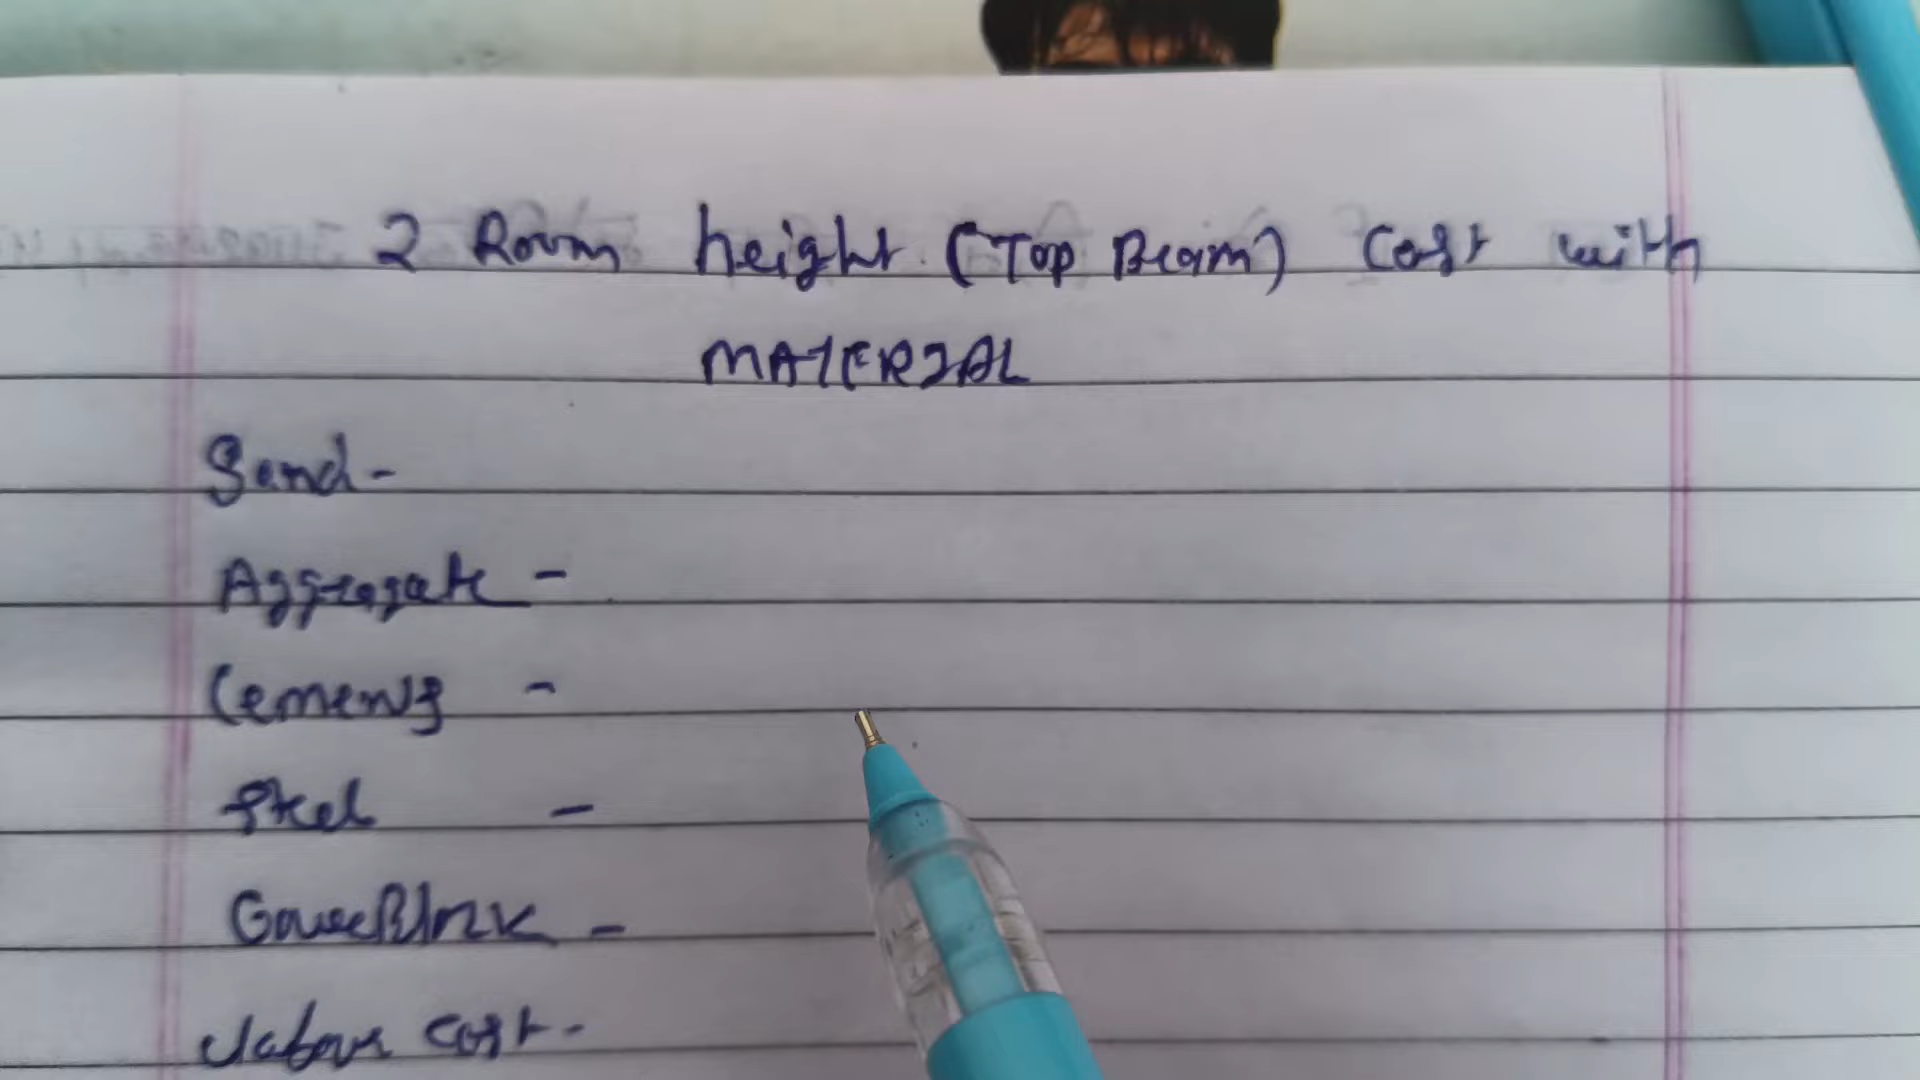 2 Room height (Top Beam) Cost with
MATERIAL
Sand -
Aggregate -
Cement -
Steel -
Cover Block -
Labour cost -